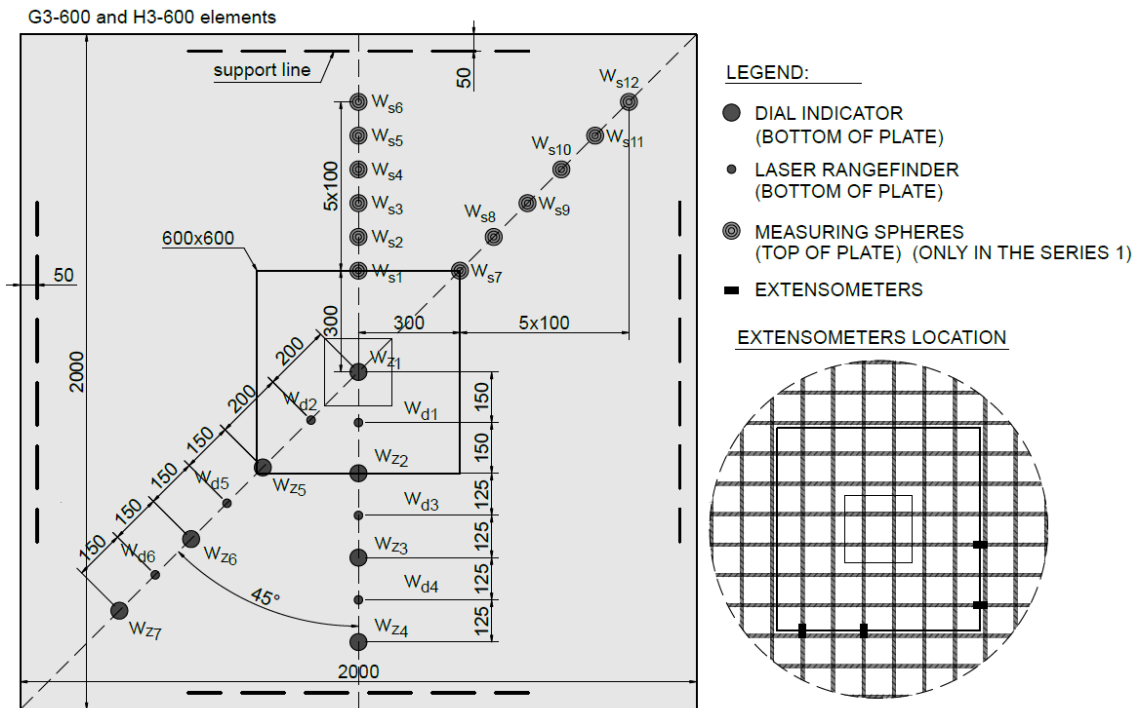 G3-600 and H3-600 elements
support line
50
Ws12
Ws6
Ws5
Ws11
Ws10
Ws4
5x100
Ws3
Ws9
Ws2
Ws8
600x600
Ws1
Ws7
50
300
300
5x100
2000
200
Wz1
200
Wd2
Wd1
150
150
150
Wz2
Wz5
150
Wd5
Wd3
125
150
Wz3
125
Wz6
150
Wd6
Wd4
125
45°
125
Wz7
Wz4
2000
LEGEND:
DIAL INDICATOR
(BOTTOM OF PLATE)
LASER RANGEFINDER
(BOTTOM OF PLATE)
MEASURING SPHERES
(TOP OF PLATE) (ONLY IN THE SERIES 1)
EXTENSOMETERS
EXTENSOMETERS LOCATION